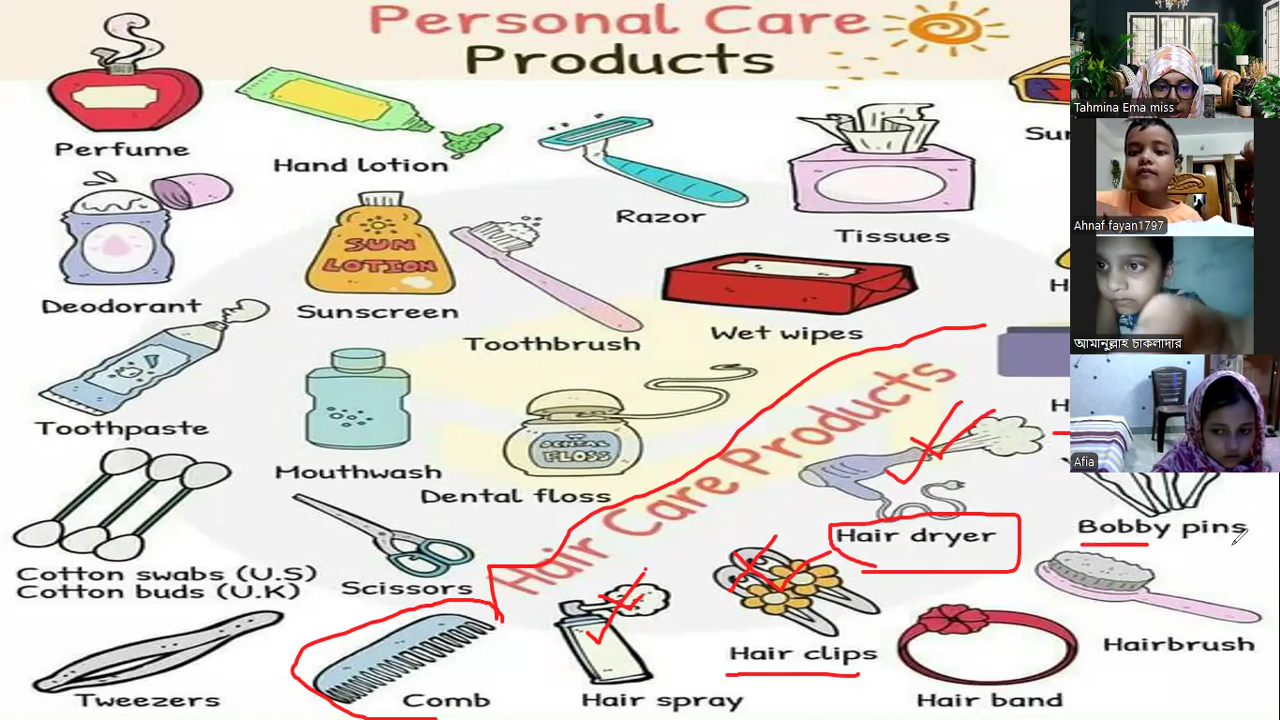 Personal Care
Products
Perfume
Hand lotion
Razor
Tissues
Deodorant
SUN
LOTION
Sunscreen
Toothbrush
Wet wipes
Toothpaste
Mouthwash
DENTAL
FLOSS
Dental floss
Cotton swabs (U.S)
Cotton buds (U.K)
Scissors
Tweezers
Hair Care Products
Comb
Hair spray
Hair clips
Hair dryer
Hair band
Bobby pins
Hairbrush
Tahmina Ema miss
Ahnaf fayan1797
আমানুল্লাহ চাকলাদার
Afia